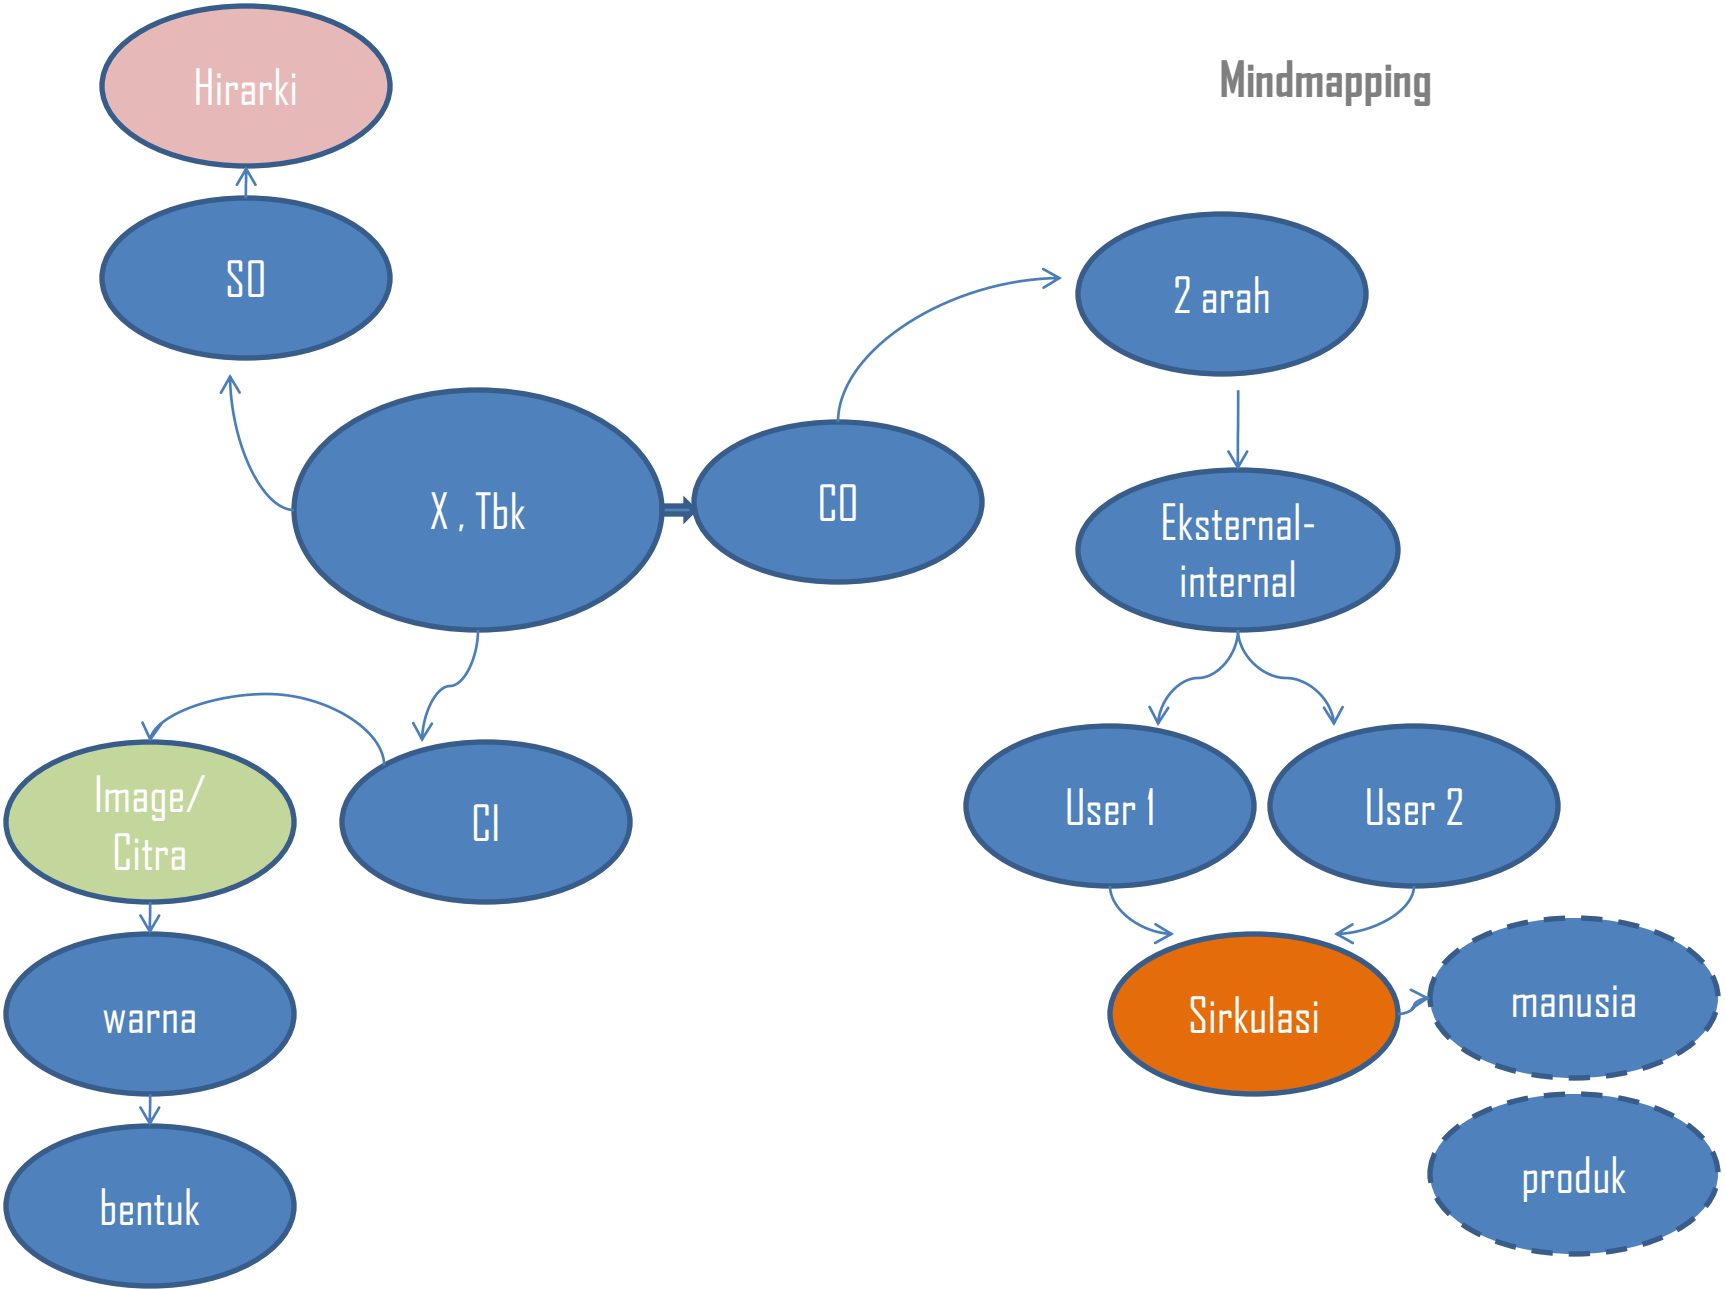 Hirarki
Mindmapping
SO
2 arah
X , Tbk
CO
Eksternal-
internal
Image/
Citra
CI
User 1
User 2
warna
Sirkulasi
manusia
bentuk
produk